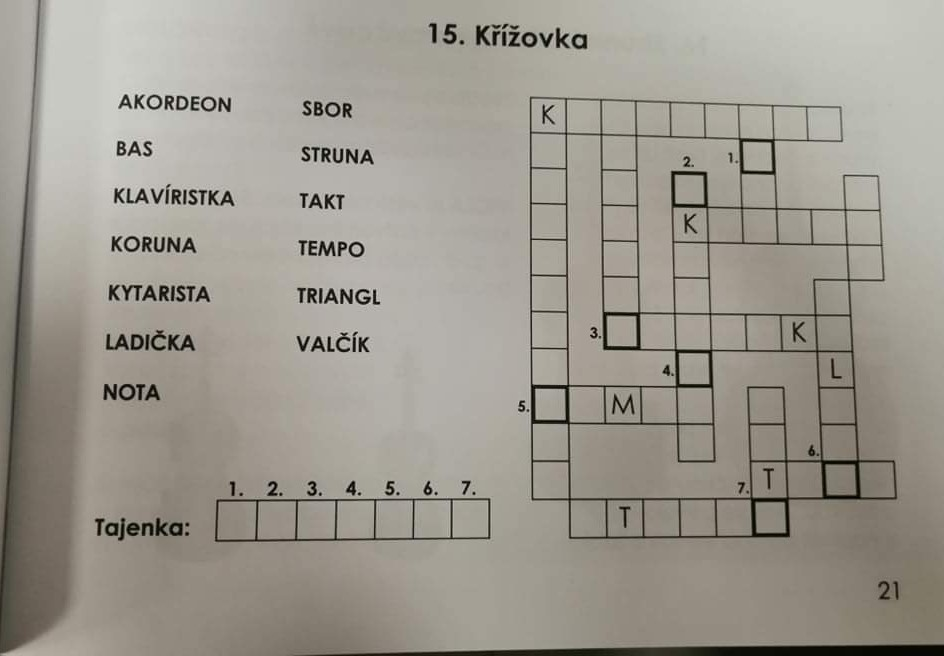 15. Křížovka
AKORDEON
BAS
KLAVÍRISTKA
KORUNA
KYTARISTA
LADIČKA
NOTA
SBOR
STRUNA
TAKT
TEMPO
TRIANGL
VALČÍK
K
2. 1.
K
3. K
4. L
5. M
6.
7. T
T
1. 2. 3. 4. 5. 6. 7.
Tajenka:
21